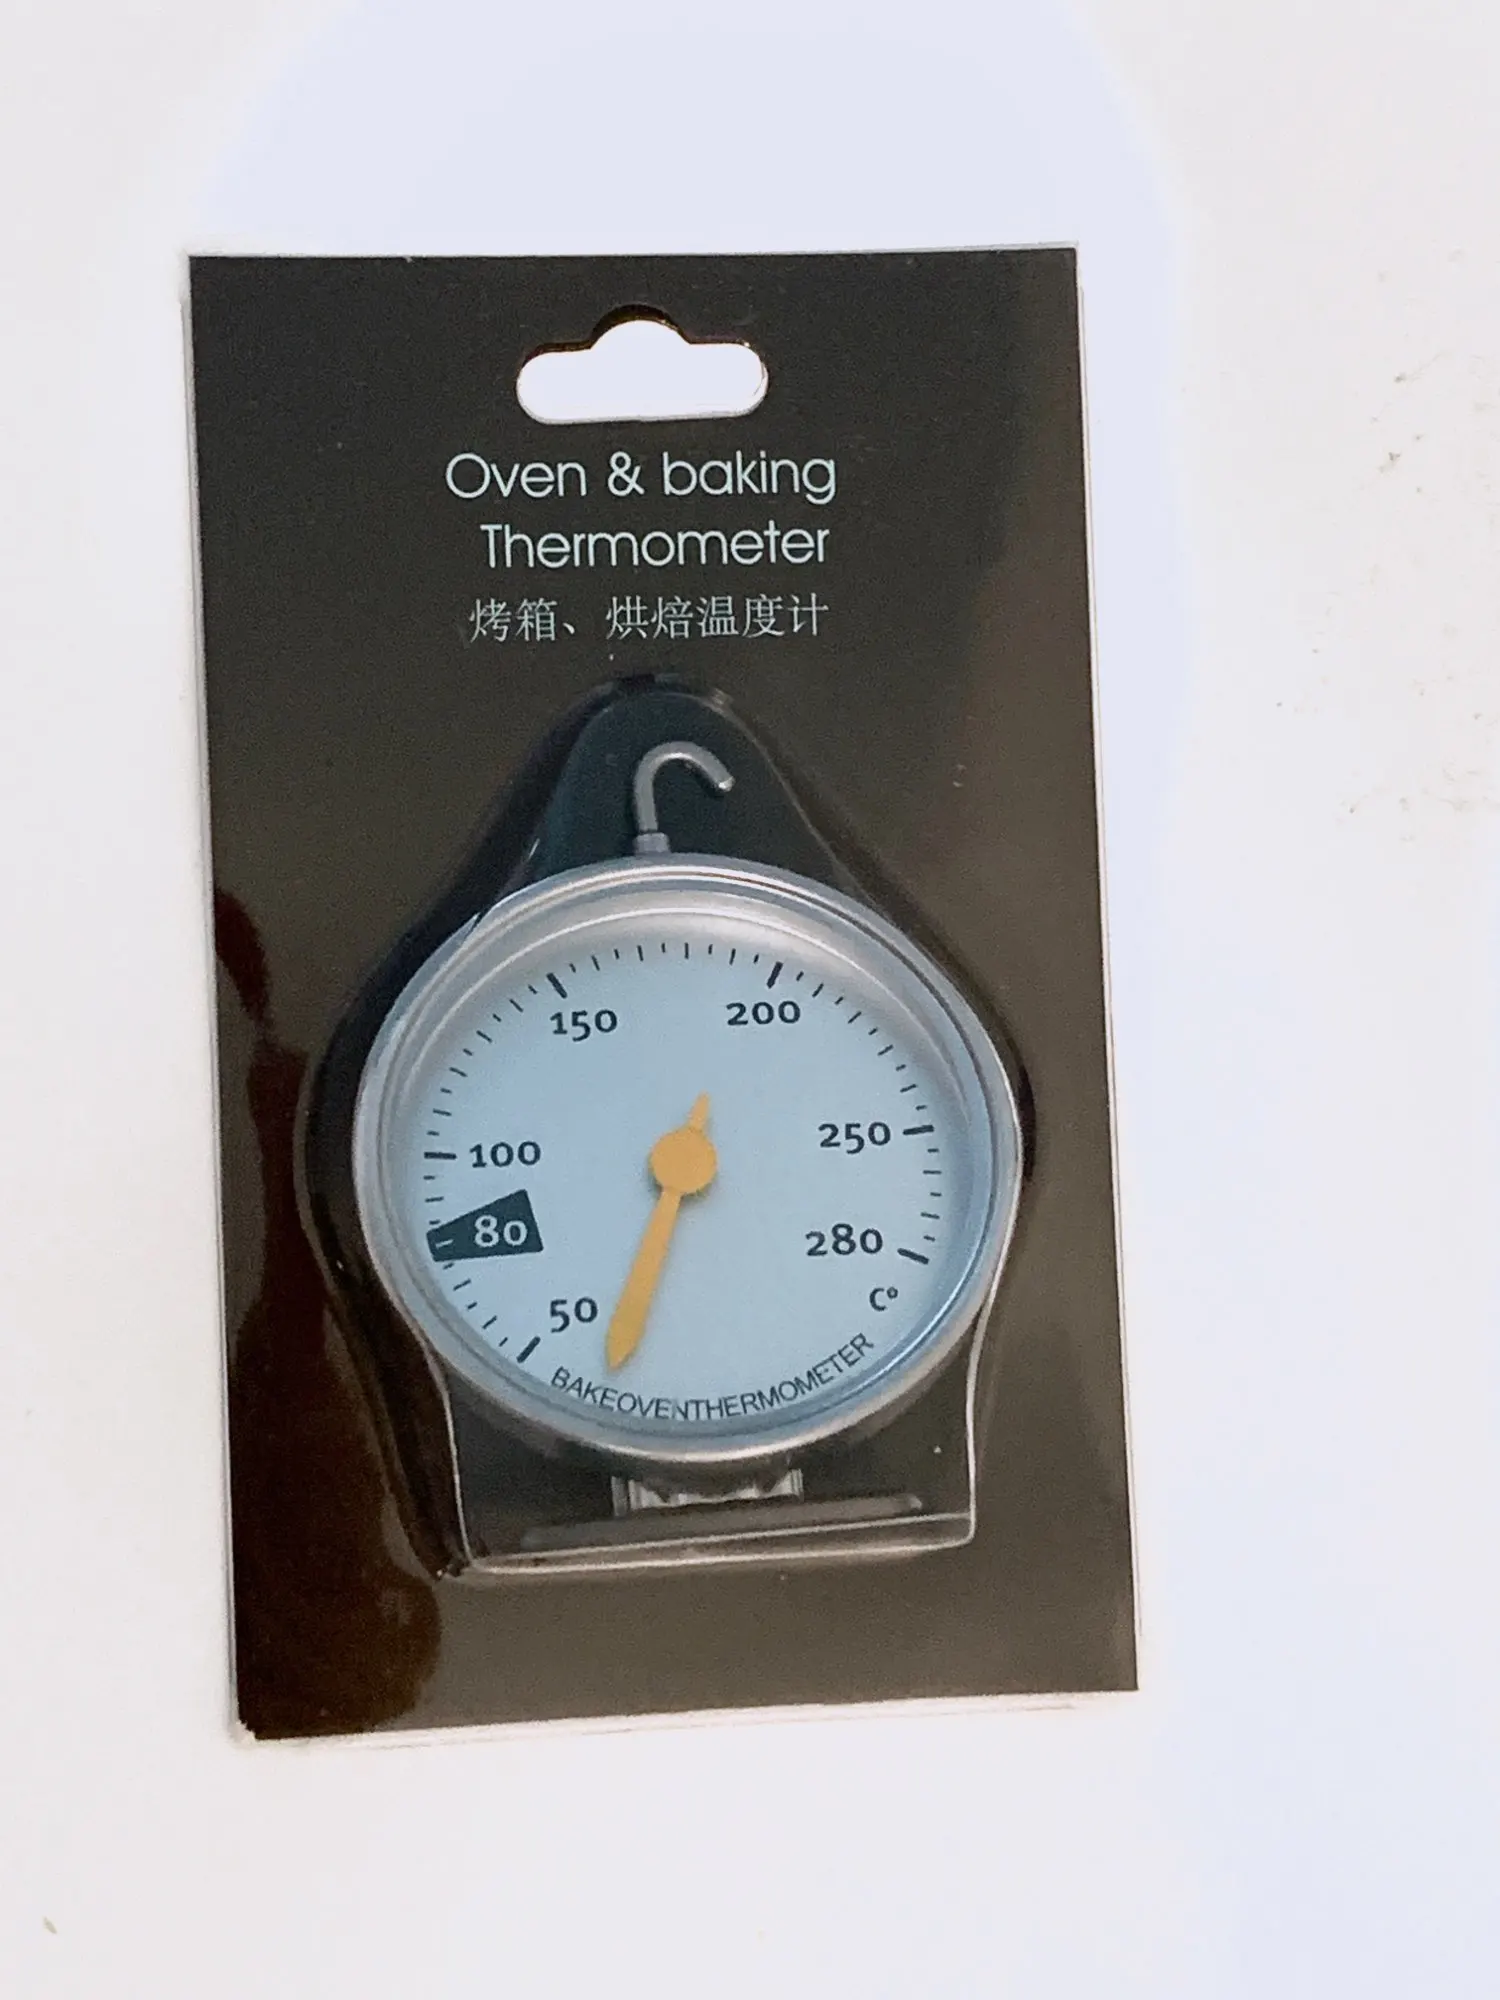 Oven & baking
Thermometer
烤箱、烘焙温度计
150
200
100
250
80
280
50
C°
BAKEOVENTHERMOMETER